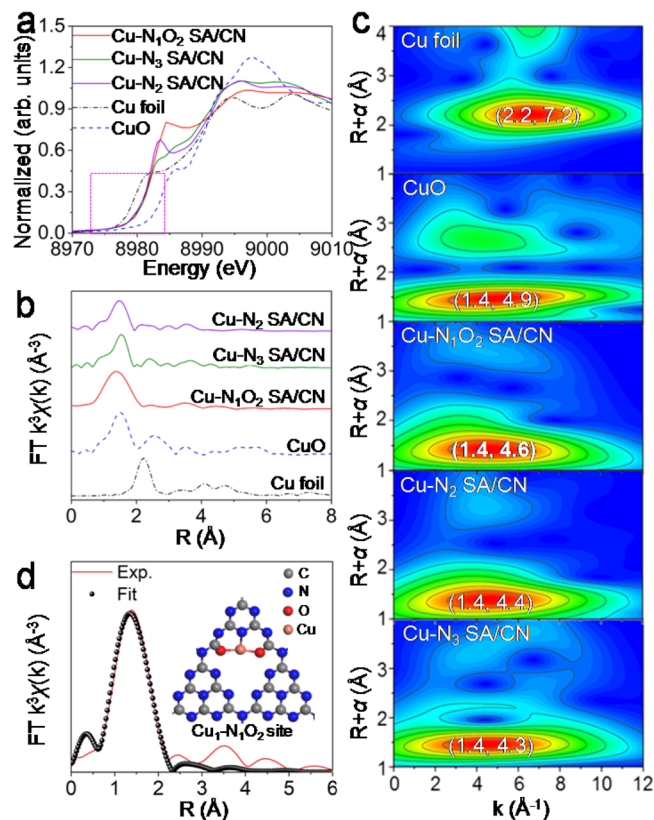 a
Cu-N₁O₂ SA/CN
Cu-N₃ SA/CN
Cu-N₂ SA/CN
Cu foil
CuO
Normalized (arb. units)
1.5
1.2
0.9
0.6
0.3
0.0
8970 8980 8990 9000 9010
Energy (eV)
b
Cu-N₂ SA/CN
Cu-N₃ SA/CN
Cu-N₁O₂ SA/CN
CuO
Cu foil
FT k³χ(k) (Å⁻³)
0 2 4 6 8
R (Å)
d
Exp.
Fit
C
N
O
Cu
Cu₁-N₁O₂ site
FT k³χ(k) (Å⁻³)
0 1 2 3 4 5 6
R (Å)
c
Cu foil
(2.2, 7.2)
R+α (Å)
4
3
2
1
CuO
(1.4, 4.9)
R+α (Å)
3
2
1
Cu-N₁O₂ SA/CN
(1.4, 4.6)
R+α (Å)
3
2
1
Cu-N₂ SA/CN
(1.4, 4.4)
R+α (Å)
3
2
1
Cu-N₃ SA/CN
(1.4, 4.3)
R+α (Å)
3
2
1
0 2 4 6 8 10 12
k (Å⁻¹)